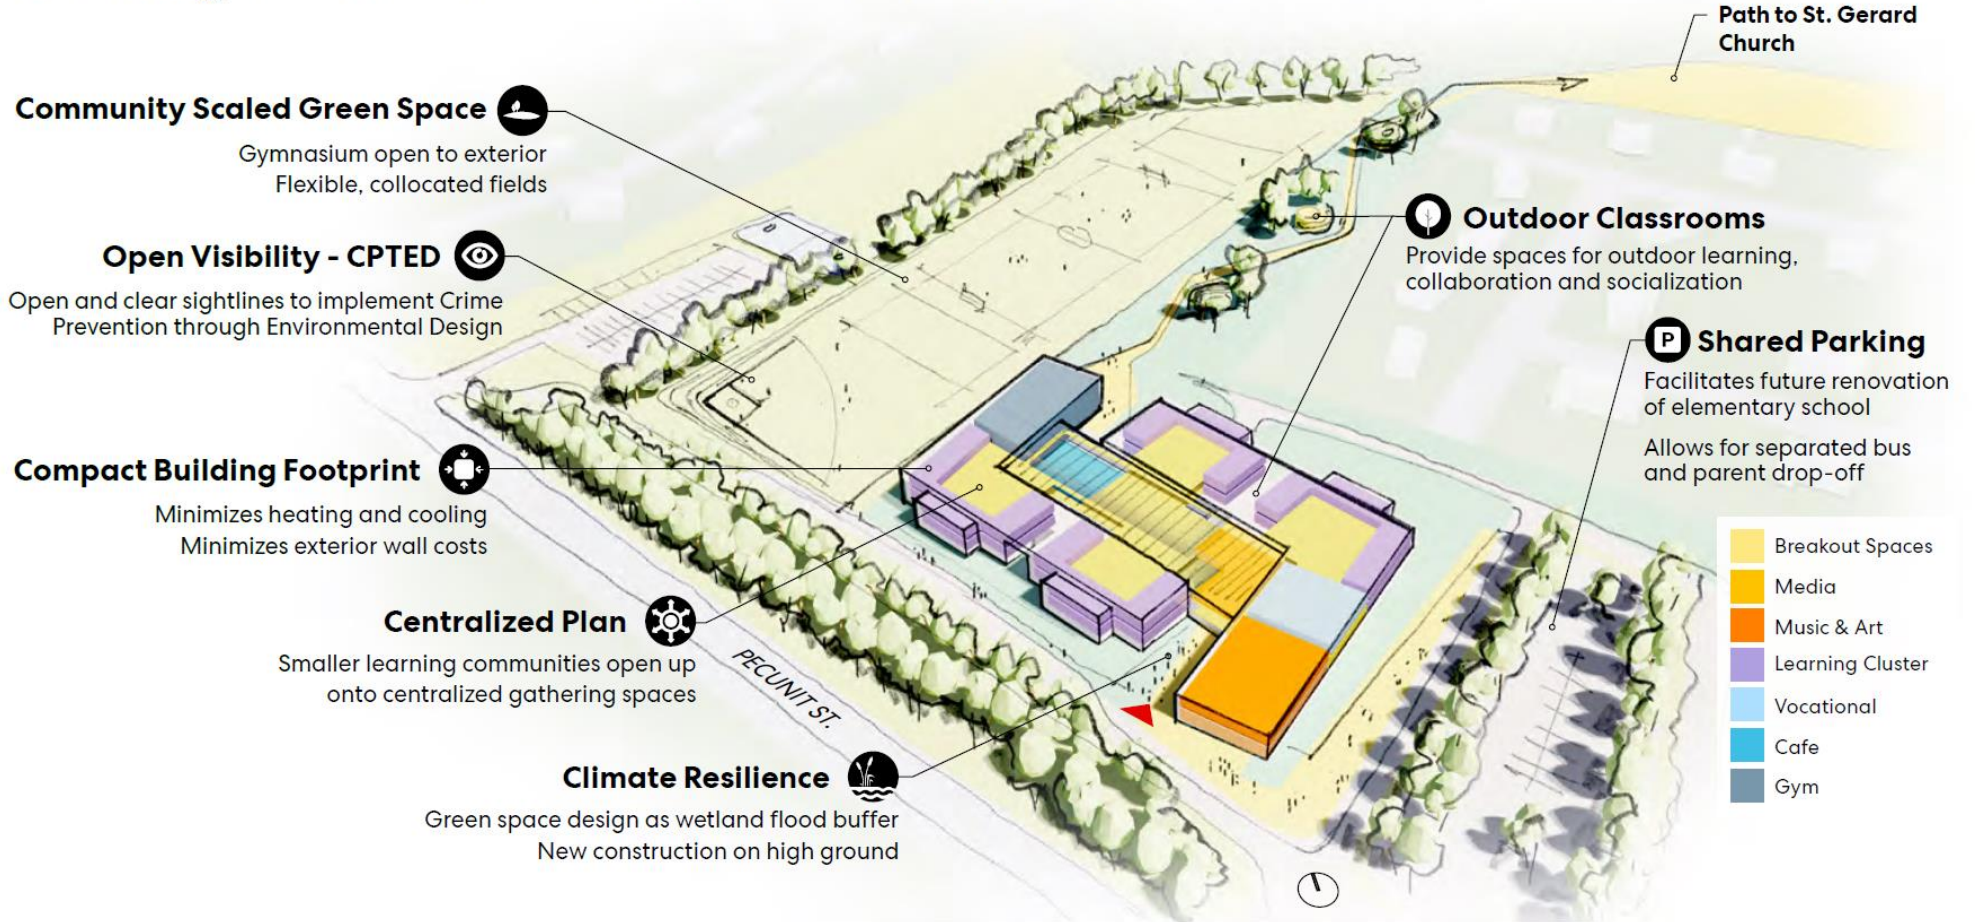 Path to St. Gerard
Church
Community Scaled Green Space
Gymnasium open to exterior
Flexible, collocated fields
Open Visibility - CPTED
Open and clear sightlines to implement Crime
Prevention through Environmental Design
Outdoor Classrooms
Provide spaces for outdoor learning,
collaboration and socialization
P Shared Parking
Facilitates future renovation
of elementary school
Allows for separated bus
and parent drop-off
Compact Building Footprint
Minimizes heating and cooling
Minimizes exterior wall costs
Centralized Plan
Smaller learning communities open up
onto centralized gathering spaces
PECUNIT ST.
Climate Resilience
Green space design as wetland flood buffer
New construction on high ground
Breakout Spaces
Media
Music & Art
Learning Cluster
Vocational
Cafe
Gym